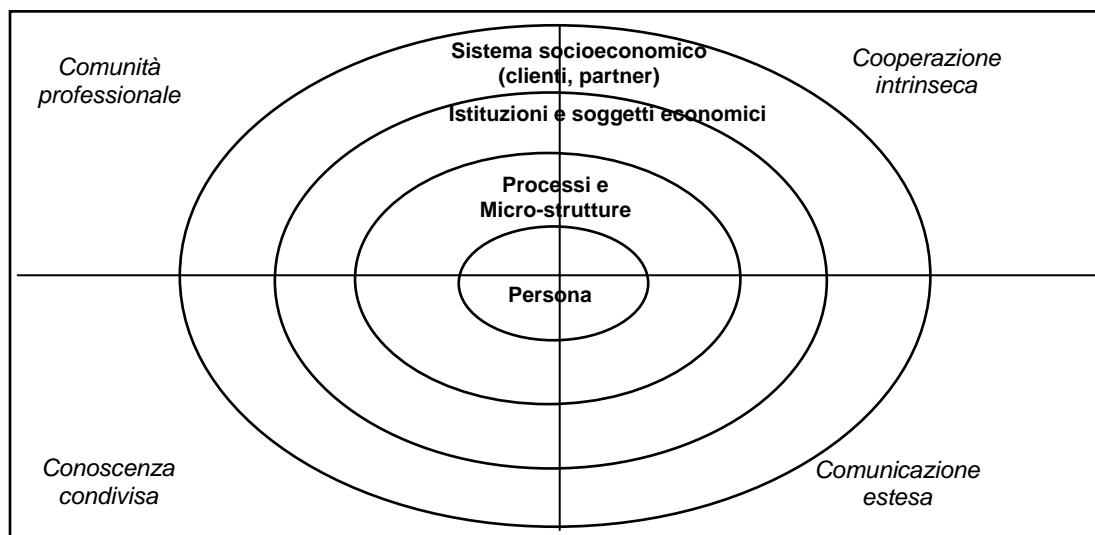 Comunità
professionale
Sistema socioeconomico
(clienti, partner)
Cooperazione
intrinseca
Istituzioni e soggetti economici
Processi e
Micro-strutture
Persona
Conoscenza
condivisa
Comunicazione
estesa